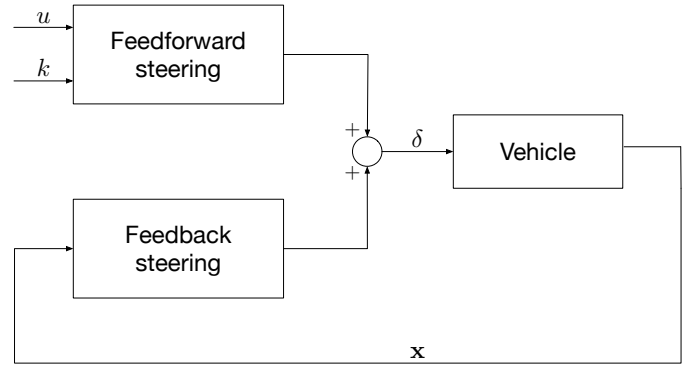 u
Feedforward
steering
k
+
δ
Vehicle
+
Feedback
steering
x